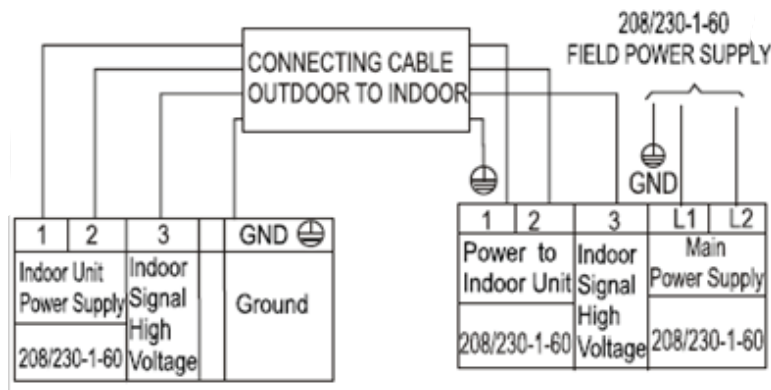 208/230-1-60
FIELD POWER SUPPLY
CONNECTING CABLE
OUTDOOR TO INDOOR
GND
1 2 3 GND
Indoor Unit
Power Supply
208/230-1-60
Indoor
Signal
High
Voltage
Ground
1 2 3 L1 L2
Power to
Indoor Unit
208/230-1-60
Indoor
Signal
High
Voltage
Main
Power Supply
208/230-1-60